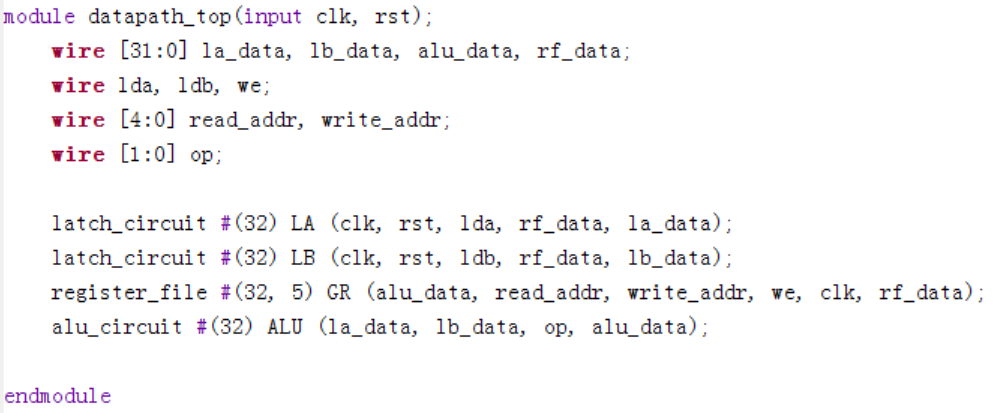 module datapath_top(input clk, rst);
wire [31:0] la_data, lb_data, alu_data, rf_data;
wire lda, ldb, we;
wire [4:0] read_addr, write_addr;
wire [1:0] op;
latch_circuit #(32) LA (clk, rst, lda, rf_data, la_data);
latch_circuit #(32) LB (clk, rst, ldb, rf_data, lb_data);
register_file #(32, 5) GR (alu_data, read_addr, write_addr, we, clk, rf_data);
alu_circuit #(32) ALU (la_data, lb_data, op, alu_data);
endmodule